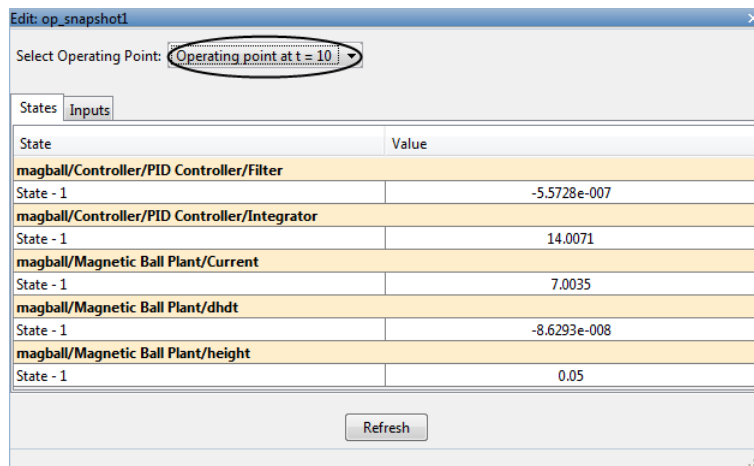 Edit: op_snapshot1
Select Operating Point: Operating point at t = 10
States Inputs
State Value
magball/Controller/PID Controller/Filter
State - 1 -5.5728e-007
magball/Controller/PID Controller/Integrator
State - 1 14.0071
magball/Magnetic Ball Plant/Current
State - 1 7.0035
magball/Magnetic Ball Plant/dhdt
State - 1 -8.6293e-008
magball/Magnetic Ball Plant/height
State - 1 0.05
Refresh